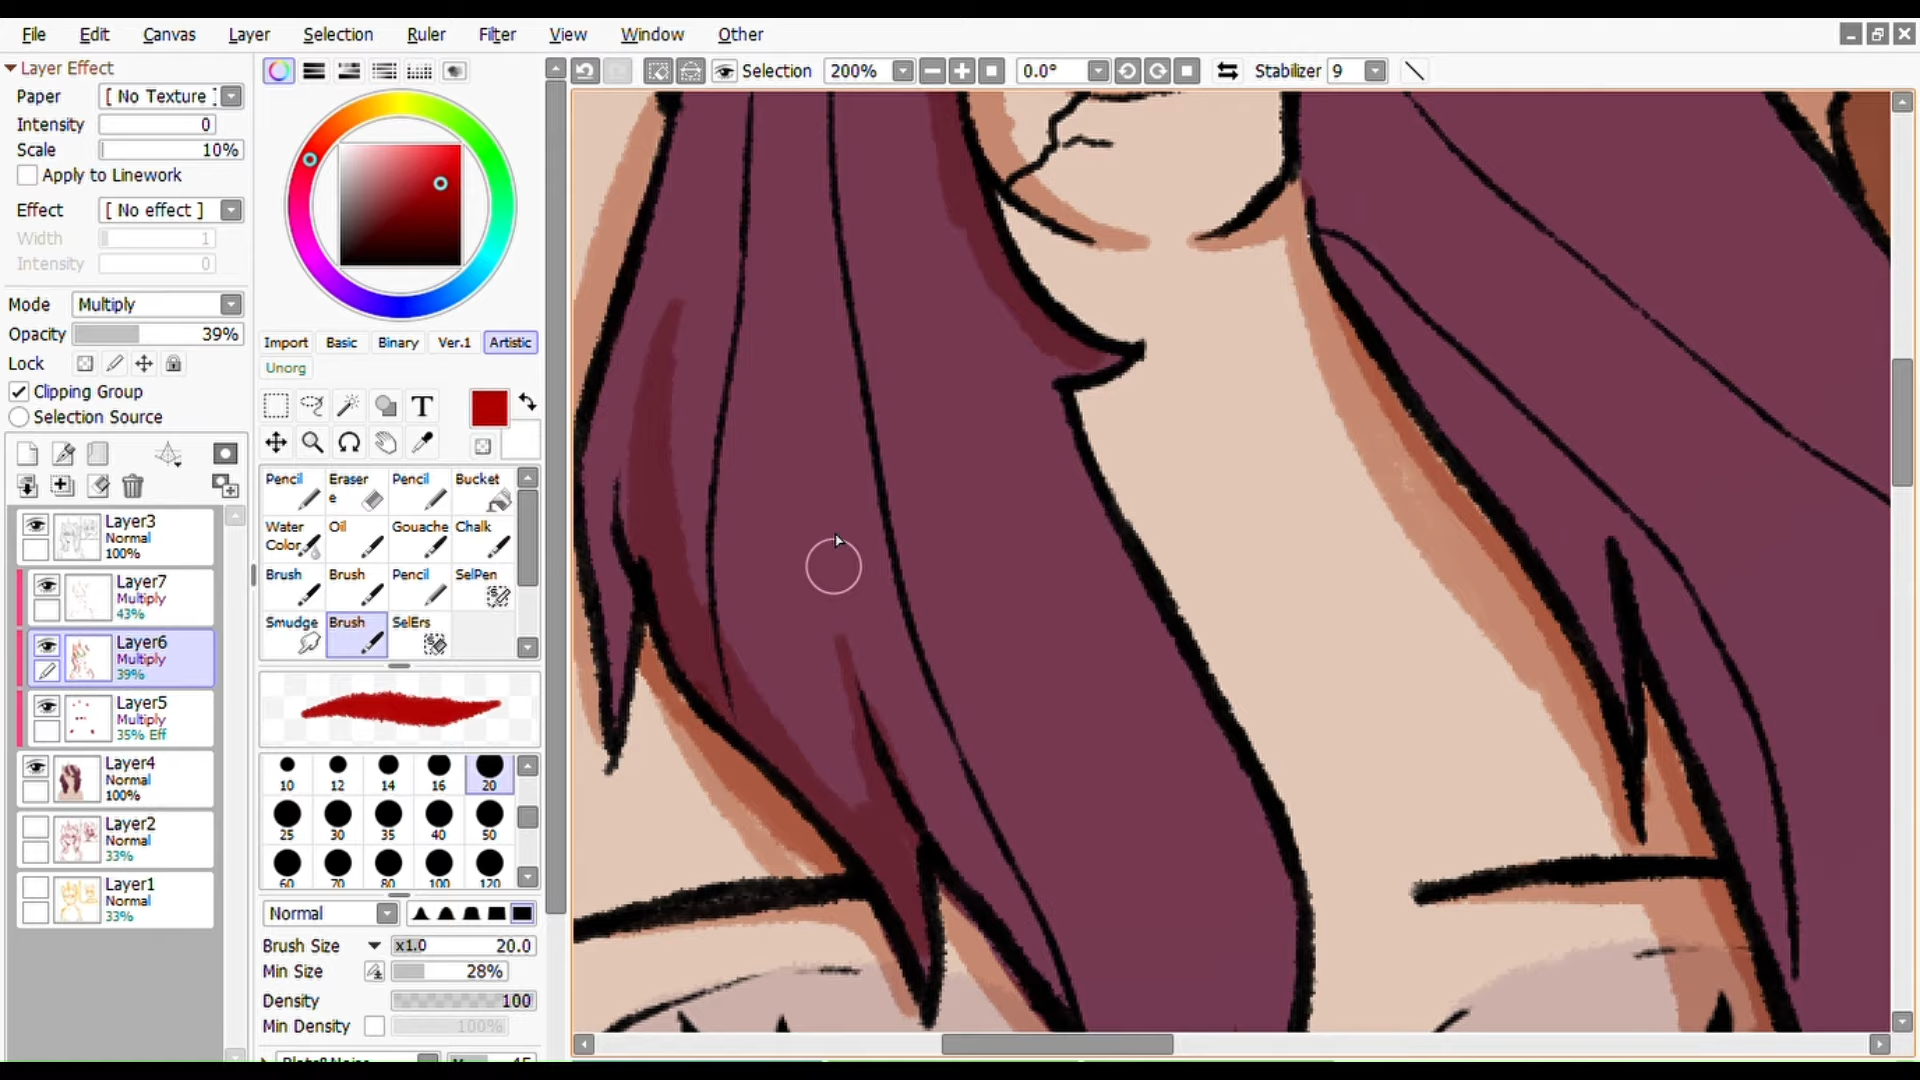 File Edit Canvas Layer Selection Ruler Filter View Window Other
Layer Effect
Paper [ No Texture ]
Intensity 0
Scale 10%
Apply to Linework
Effect [ No effect ]
Width 1
Intensity 0
Mode Multiply
Opacity 39%
Lock
Clipping Group
Selection Source
Layer3
Normal
100%
Layer7
Multiply
43%
Layer6
Multiply
39%
Layer5
Multiply
35% Eff
Layer4
Normal
100%
Layer2
Normal
33%
Layer1
Normal
33%
Import Basic Binary Ver.1 Artistic
Unorg
T
Pencil Eraser Pencil Bucket
e
Water Oil Gouache Chalk
Color
Brush Brush Pencil SelPen
Smudge Brush SelErs
10 12 14 16 20
25 30 35 40 50
60 70 80 100 120
Normal
Brush Size x1.0 20.0
Min Size 28%
Density 100
Min Density 100%
Selection 200% 0.0° Stabilizer 9